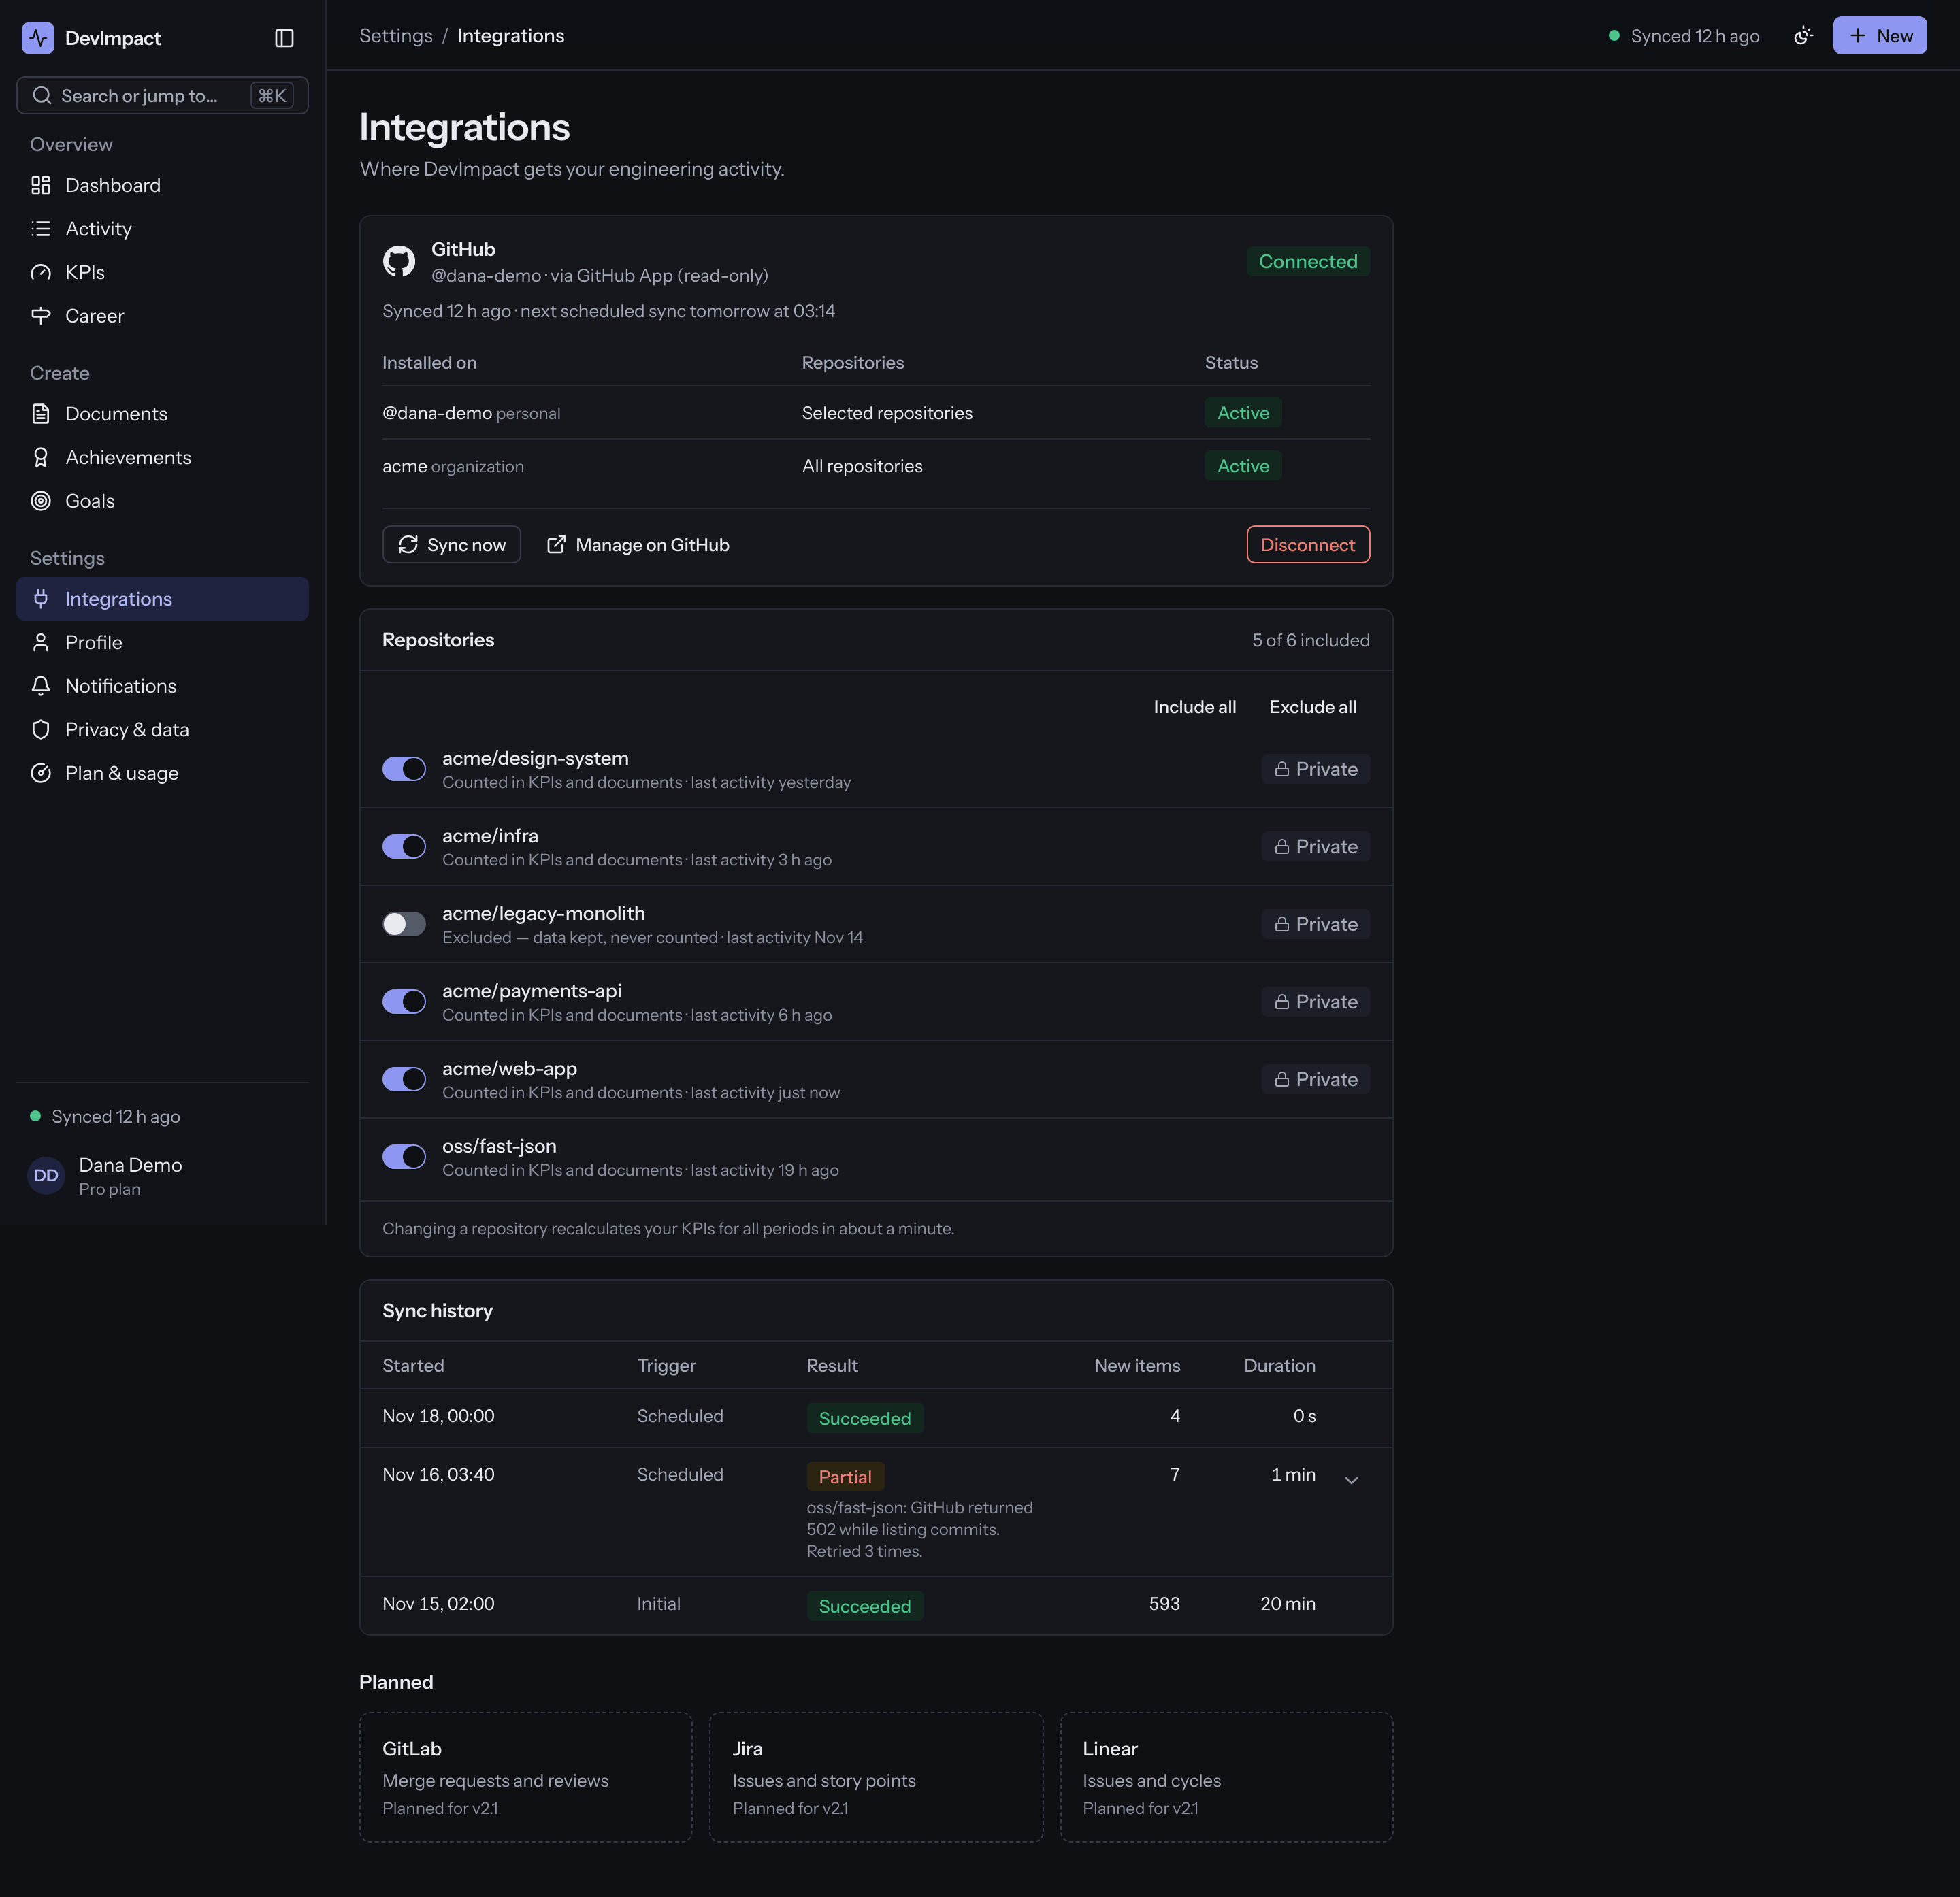 DevImpact
Search or jump to... ⌘K
Overview
Dashboard
Activity
KPIs
Career
Create
Documents
Achievements
Goals
Settings
Integrations
Profile
Notifications
Privacy & data
Plan & usage
Synced 12 h ago
DD
Dana Demo
Pro plan
Settings / Integrations
Synced 12 h ago
New
Integrations
Where DevImpact gets your engineering activity.
GitHub
@dana-demo · via GitHub App (read-only)
Connected
Synced 12 h ago · next scheduled sync tomorrow at 03:14
Installed on Repositories Status
@dana-demo personal Selected repositories Active
acme organization All repositories Active
Sync now Manage on GitHub Disconnect
Repositories 5 of 6 included
Include all Exclude all
acme/design-system
Counted in KPIs and documents · last activity yesterday
Private
acme/infra
Counted in KPIs and documents · last activity 3 h ago
Private
acme/legacy-monolith
Excluded — data kept, never counted · last activity Nov 14
Private
acme/payments-api
Counted in KPIs and documents · last activity 6 h ago
Private
acme/web-app
Counted in KPIs and documents · last activity just now
Private
oss/fast-json
Counted in KPIs and documents · last activity 19 h ago
Changing a repository recalculates your KPIs for all periods in about a minute.
Sync history
Started Trigger Result New items Duration
Nov 18, 00:00 Scheduled Succeeded 4 0 s
Nov 16, 03:40 Scheduled Partial 7 1 min
oss/fast-json: GitHub returned
502 while listing commits.
Retried 3 times.
Nov 15, 02:00 Initial Succeeded 593 20 min
Planned
GitLab
Merge requests and reviews
Planned for v2.1
Jira
Issues and story points
Planned for v2.1
Linear
Issues and cycles
Planned for v2.1